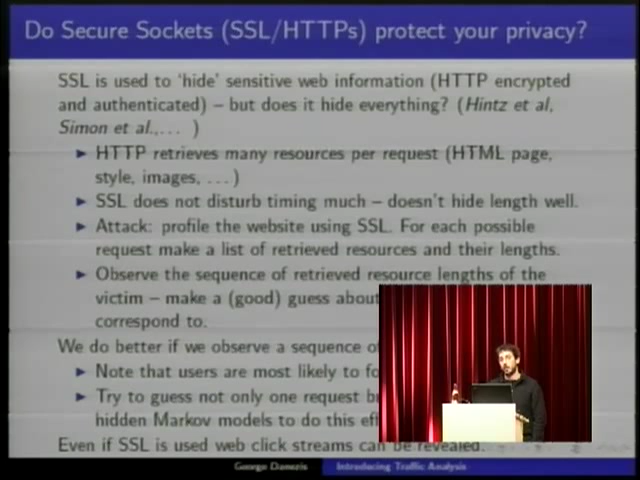 Do Secure Sockets (SSL/HTTPs) protect your privacy?
SSL is used to 'hide' sensitive web information (HTTP encrypted
and authenticated) – but does it hide everything? (Hintz et al,
Simon et al.,... )
▶ HTTP retrieves many resources per request (HTML page,
style, images, ...)
▶ SSL does not disturb timing much – doesn't hide length well.
▶ Attack: profile the website using SSL. For each possible
request make a list of retrieved resources and their lengths.
▶ Observe the sequence of retrieved resource lengths of the
victim – make a (good) guess about
correspond to.
We do better if we observe a sequence of
▶ Note that users are most likely to
▶ Try to guess not only one request
hidden Markov models to do this
Even if SSL is used web click streams can be revealed.
George Danezis Introducing Traffic Analysis